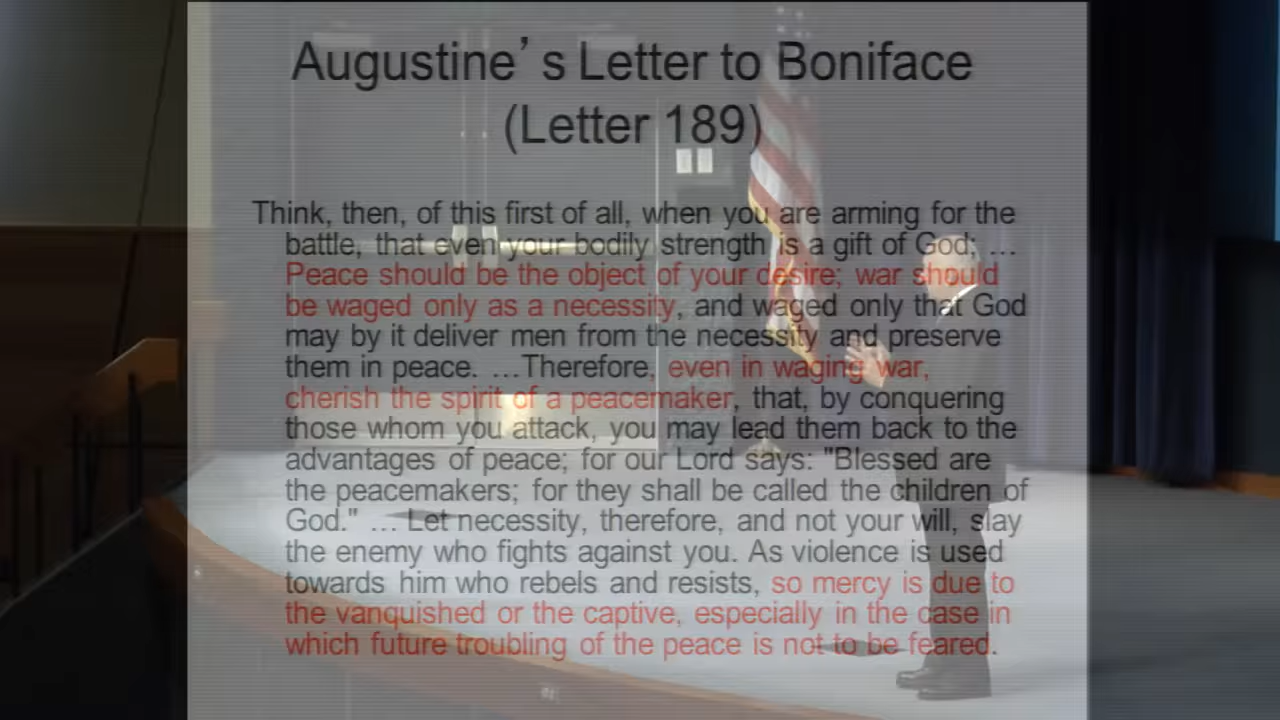 Augustine’s Letter to Boniface
(Letter 189)
Think, then, of this first of all, when you are arming for the
battle, that even your bodily strength is a gift of God; …
Peace should be the object of your desire; war should
be waged only as a necessity, and waged only that God
may by it deliver men from the necessity and preserve
them in peace. …Therefore, even in waging war,
cherish the spirit of a peacemaker, that, by conquering
those whom you attack, you may lead them back to the
advantages of peace; for our Lord says: "Blessed are
the peacemakers; for they shall be called the children of
God." … Let necessity, therefore, and not your will, slay
the enemy who fights against you. As violence is used
towards him who rebels and resists, so mercy is due to
the vanquished or the captive, especially in the case in
which future troubling of the peace is not to be feared.